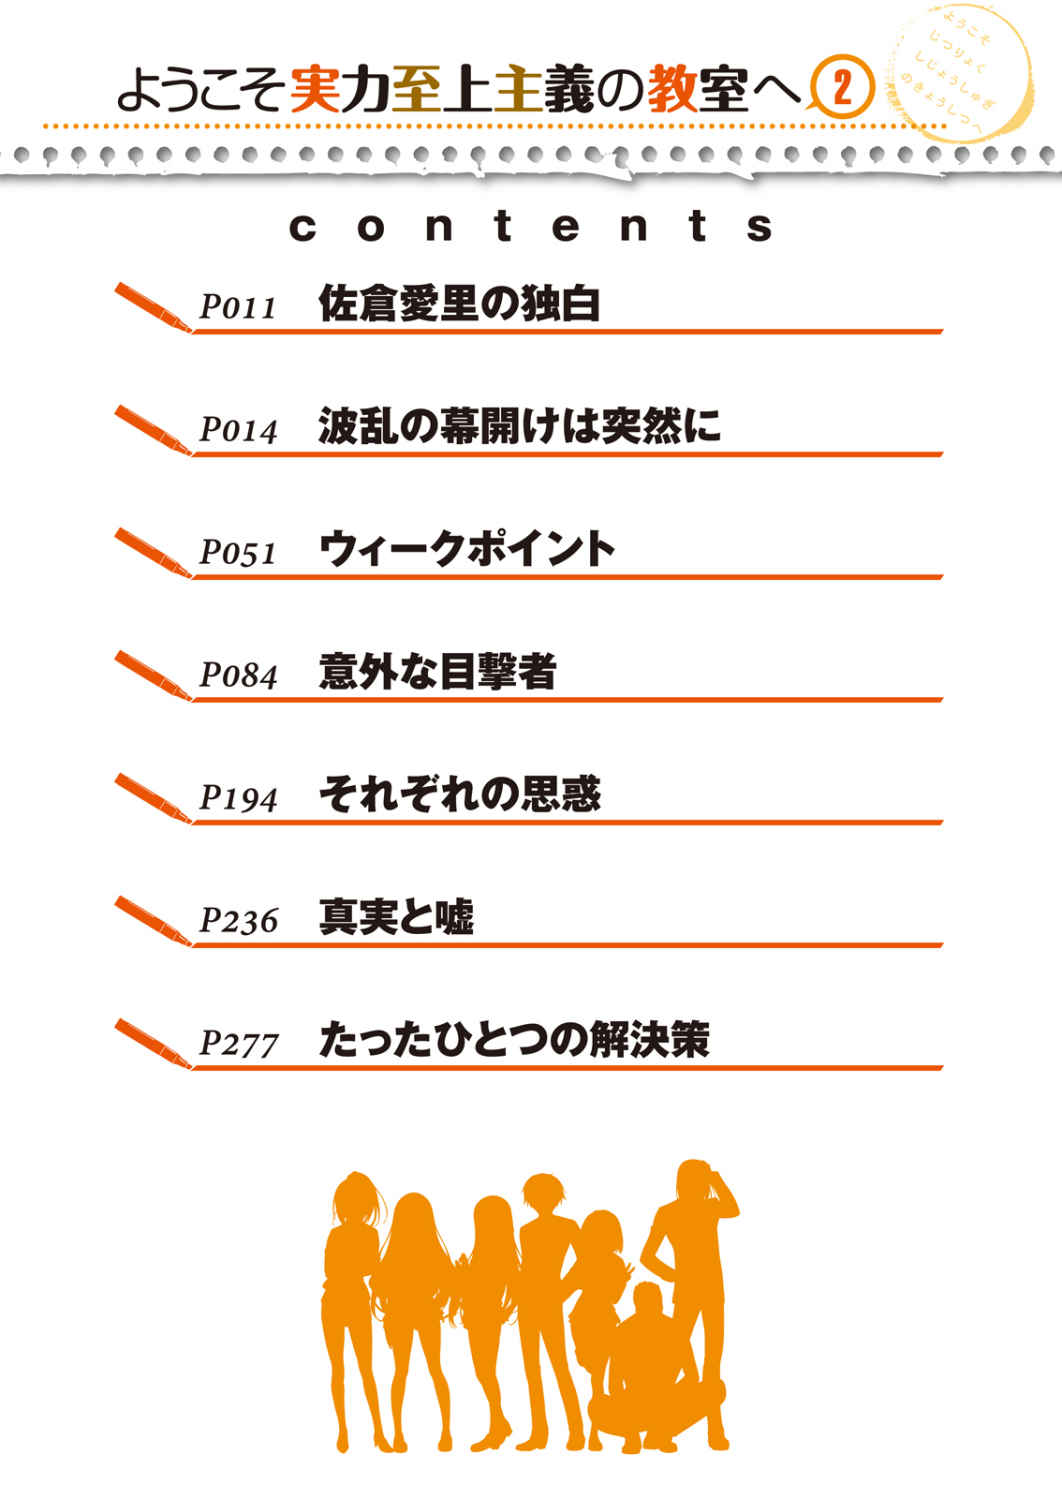 ようこそ実力至上主義の教室へ②
ようこそ
じつりょく
しじょうしゅぎ
のきょうしつへ
contents
P011 佐倉愛里の独白
P014 波乱の幕開けは突然に
P051 ウィークポイント
P084 意外な目撃者
P194 それぞれの思惑
P236 真実と嘘
P277 たったひとつの解決策